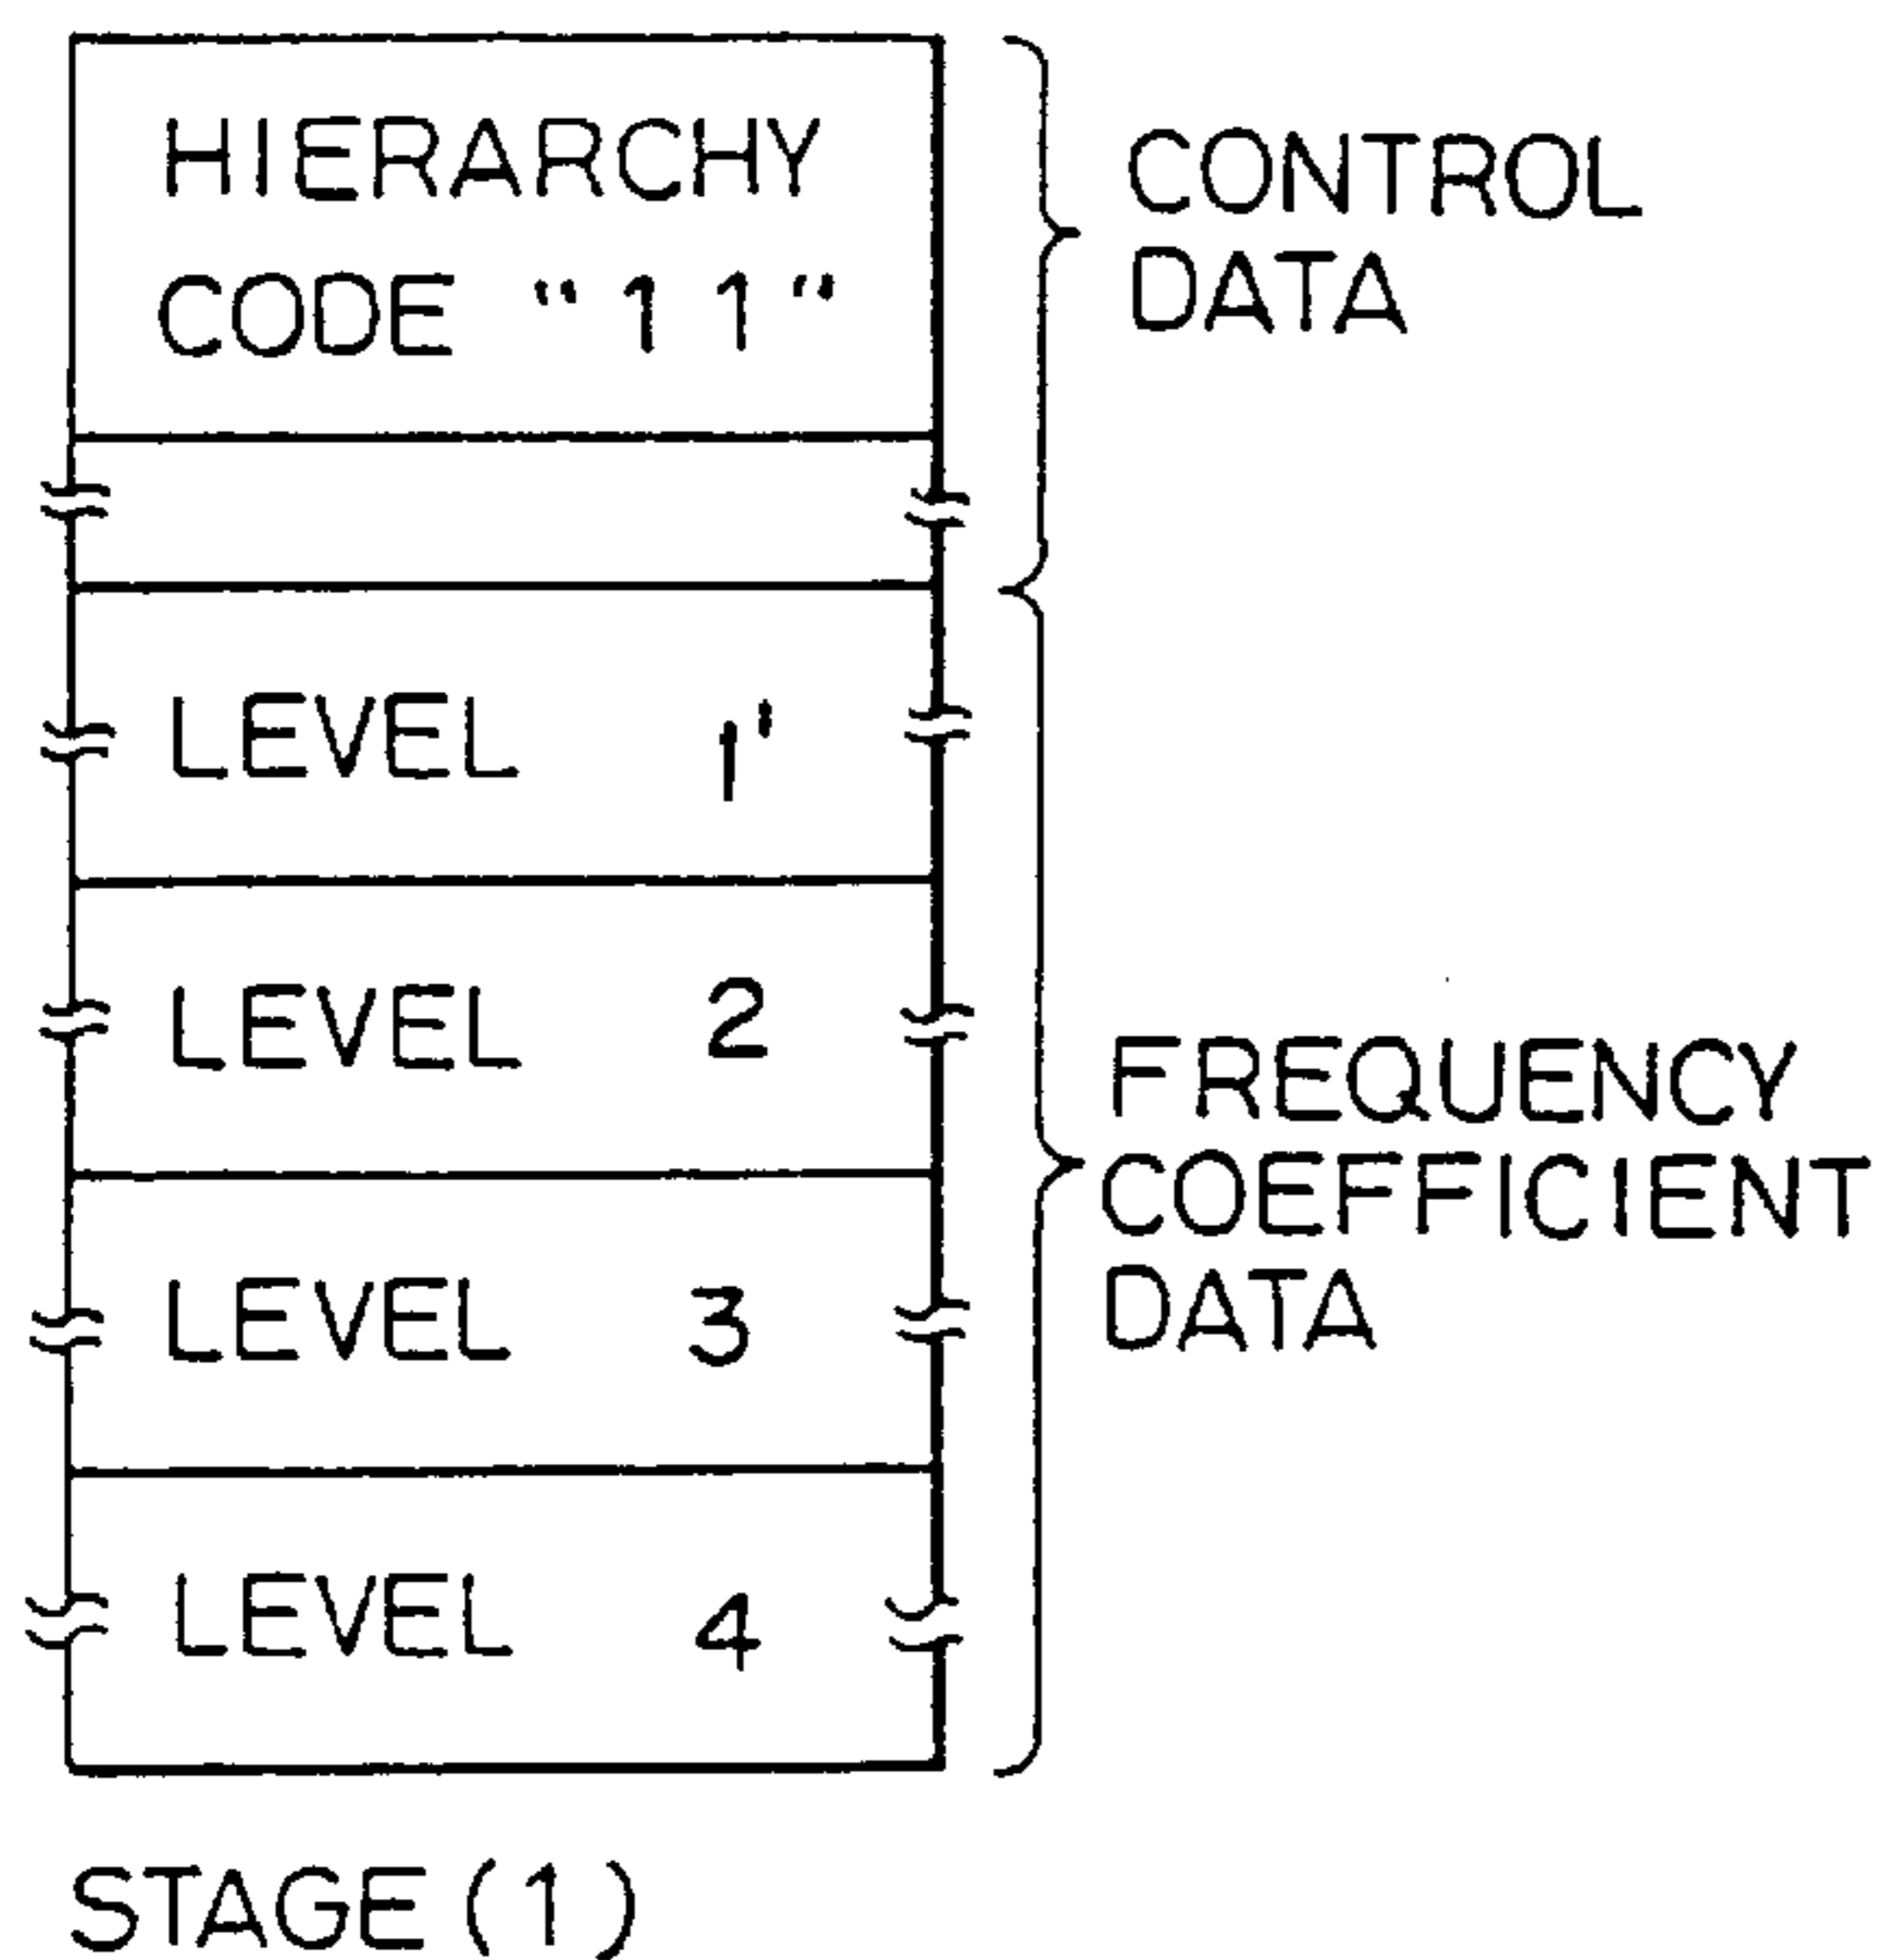 HIERARCHY
CODE "11"
CONTROL
DATA
LEVEL 1'
LEVEL 2
LEVEL 3
LEVEL 4
FREQUENCY
COEFFICIENT
DATA
STAGE (1)